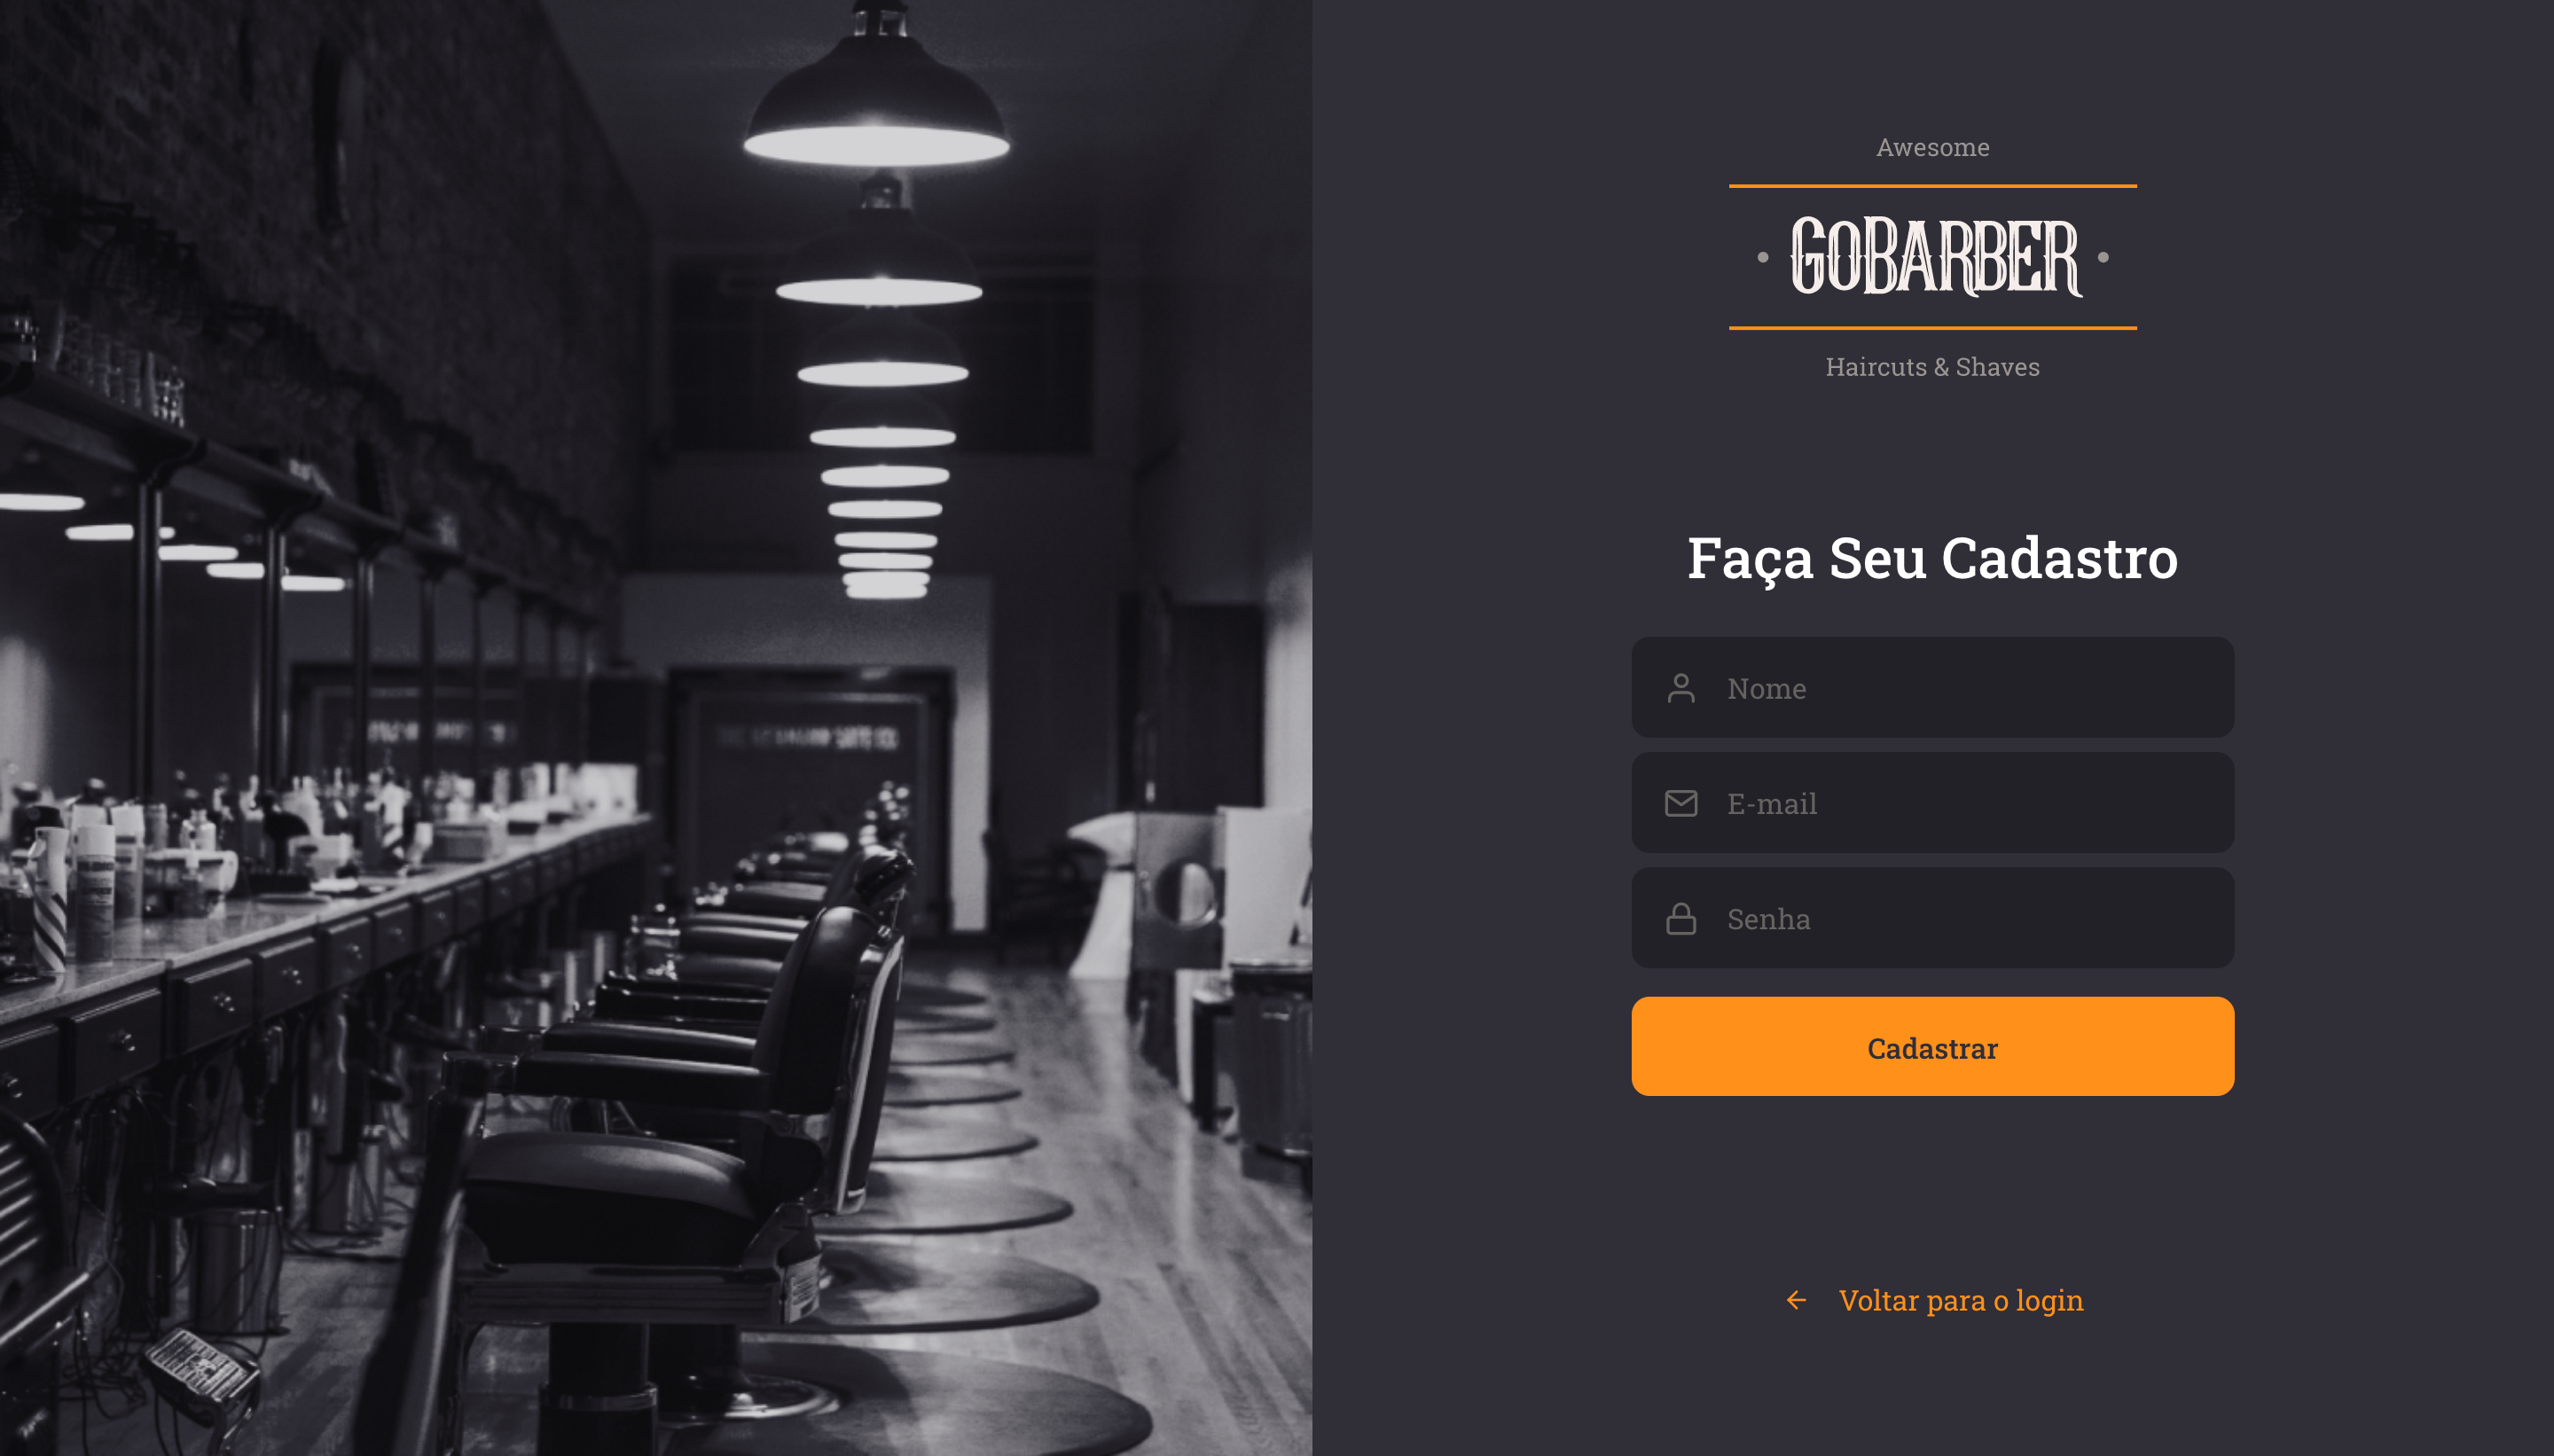 Awesome
GOBARBER
Haircuts & Shaves
Faça Seu Cadastro
Nome
E-mail
Senha
Cadastrar
Voltar para o login